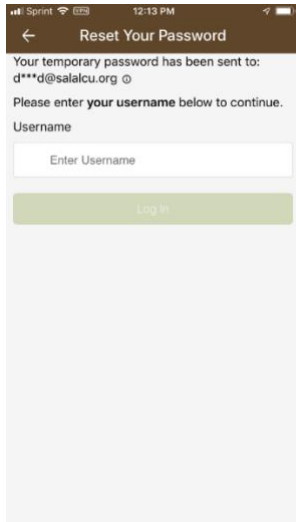 Sprint VPN 12:13 PM
Reset Your Password
Your temporary password has been sent to:
d***d@salalcu.org
Please enter your username below to continue.
Username
Enter Username
Log In